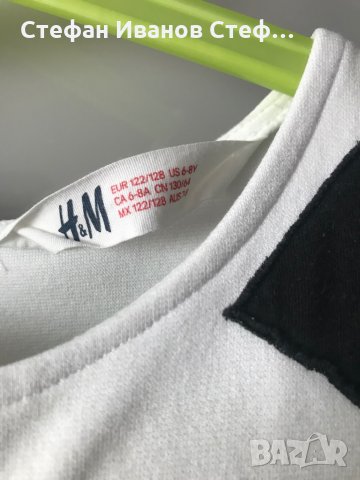 Стефан Иванов Стеф...
H&M
EUR 122/128 US 6-8Y
CA 6-8A CN 130/64
MX 122/128 AUS
BAZAR